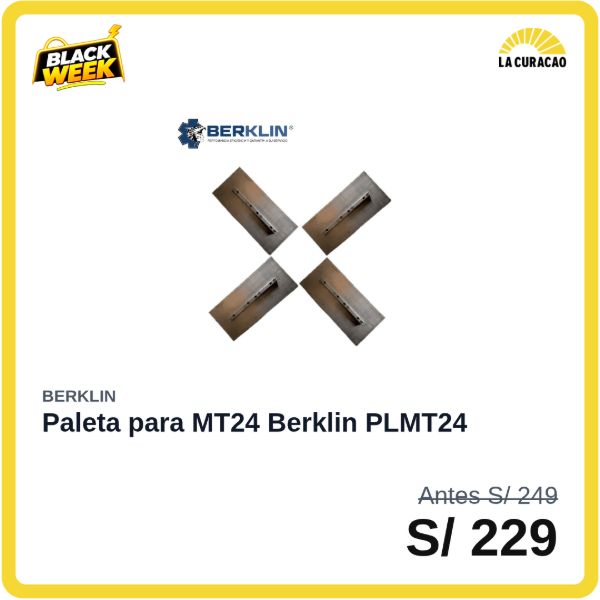 BLACK
WEEK
LA CURACAO
BERKLIN®
BERKLIN
Paleta para MT24 Berklin PLMT24
Antes S/ 249
S/ 229